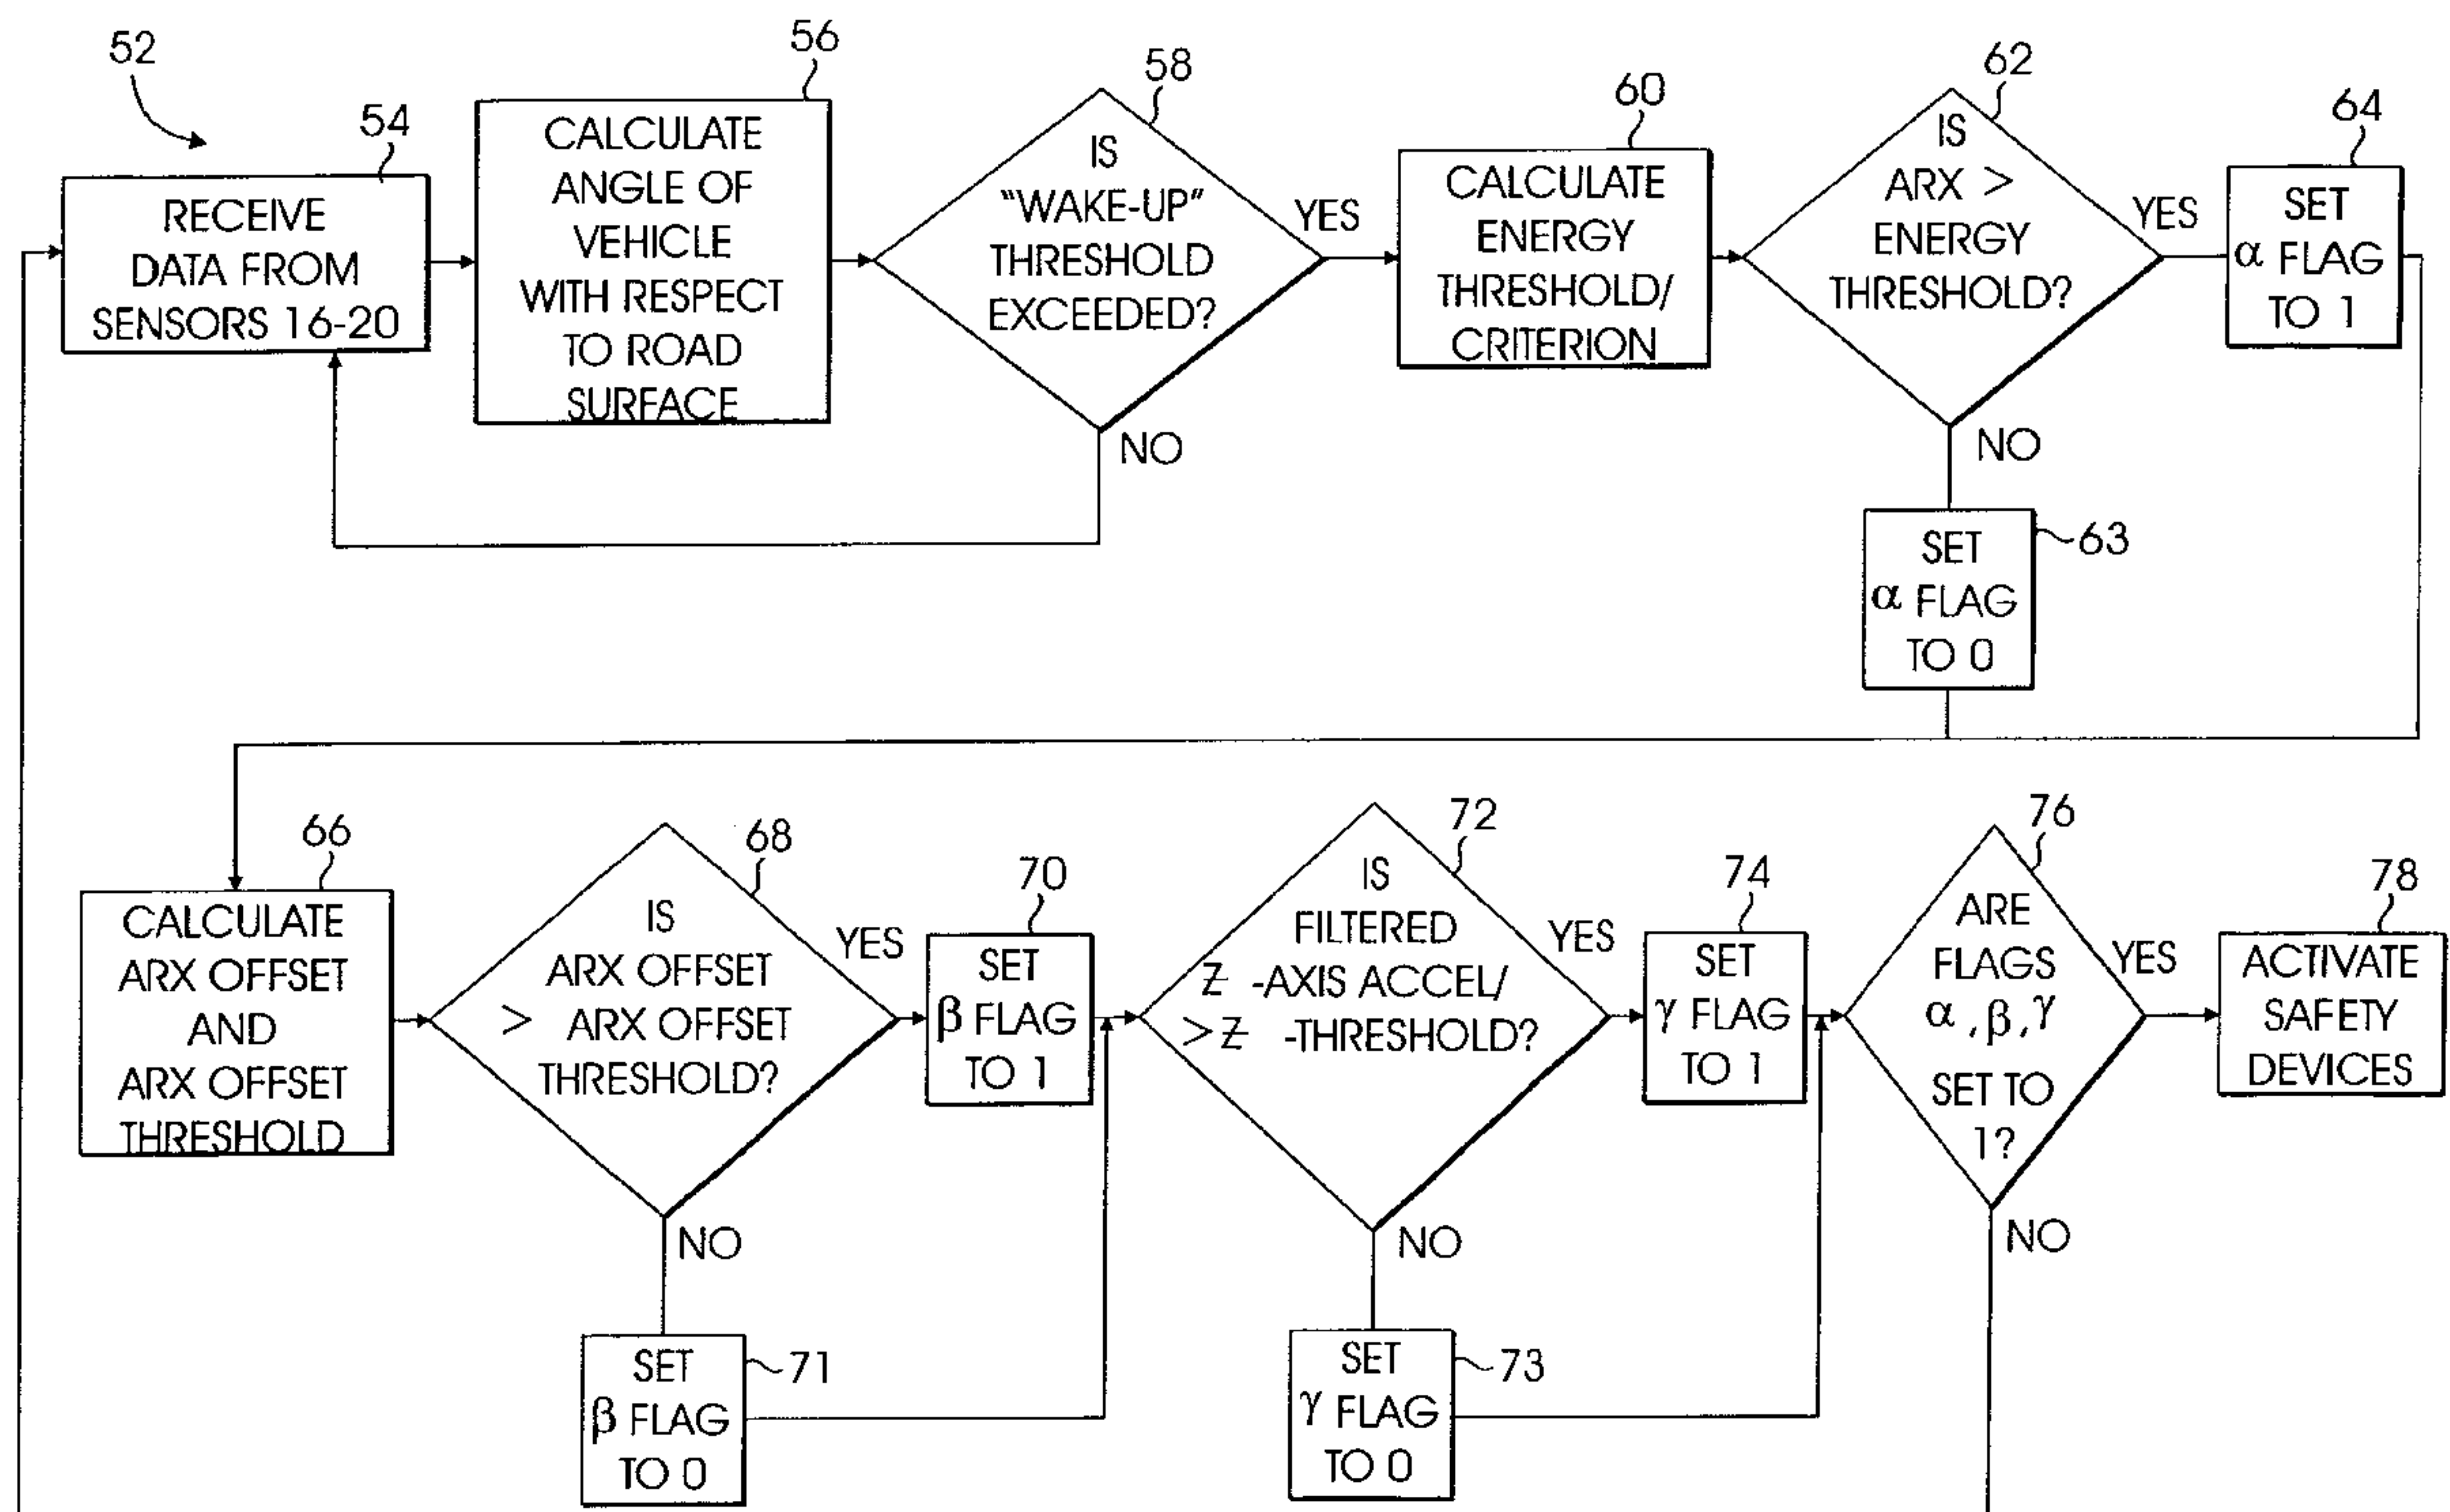 52
54
RECEIVE
DATA FROM
SENSORS 16-20
56
CALCULATE
ANGLE OF
VEHICLE
WITH RESPECT
TO ROAD
SURFACE
58
IS
"WAKE-UP"
THRESHOLD
EXCEEDED?
YES
NO
60
CALCULATE
ENERGY
THRESHOLD/
CRITERION
62
IS
ARX >
ENERGY
THRESHOLD?
YES
NO
64
SET
α FLAG
TO 1
63
SET
α FLAG
TO 0
66
CALCULATE
ARX OFFSET
AND
ARX OFFSET
THRESHOLD
68
IS
ARX OFFSET
> ARX OFFSET
THRESHOLD?
YES
NO
70
SET
β FLAG
TO 1
71
SET
β FLAG
TO 0
72
IS
FILTERED
Z -AXIS ACCEL/
>Z -THRESHOLD?
YES
NO
74
SET
γ FLAG
TO 1
73
SET
γ FLAG
TO 0
76
ARE
FLAGS
α , β, γ
SET TO
1?
YES
NO
78
ACTIVATE
SAFETY
DEVICES